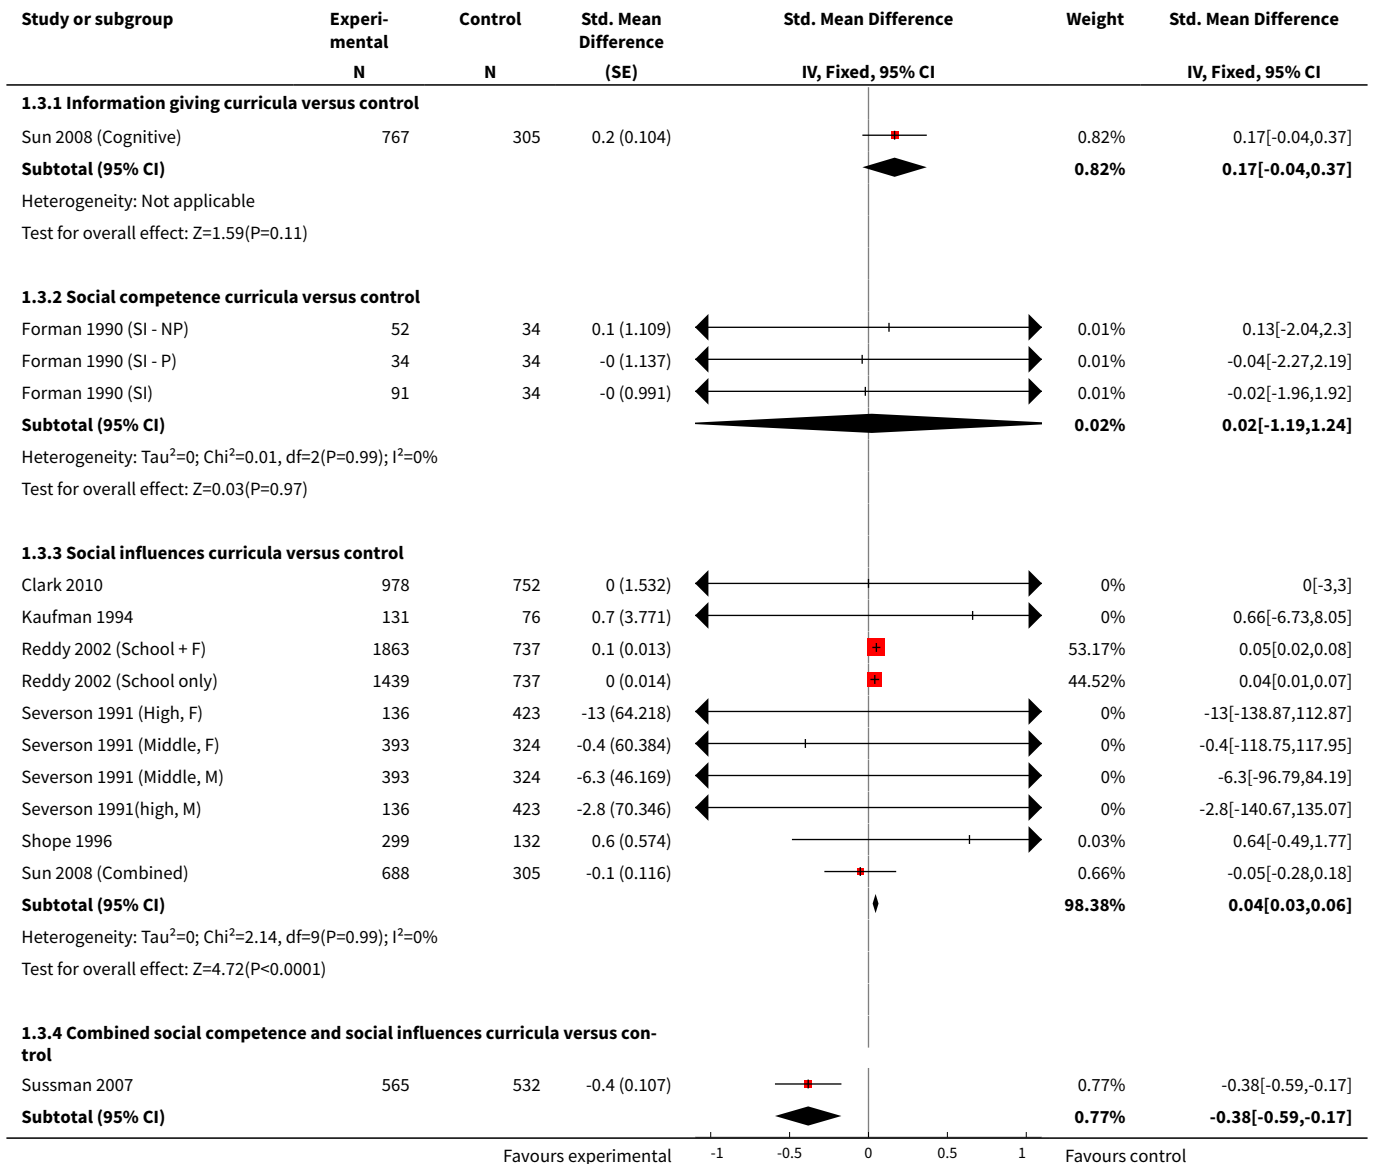 Study or subgroup Experi- Control Std. Mean Std. Mean Difference Weight Std. Mean Difference
mental Difference
N N (SE) IV, Fixed, 95% CI IV, Fixed, 95% CI
1.3.1 Information giving curricula versus control
Sun 2008 (Cognitive) 767 305 0.2 (0.104) 0.82% 0.17[-0.04,0.37]
Subtotal (95% CI) 0.82% 0.17[-0.04,0.37]
Heterogeneity: Not applicable
Test for overall effect: Z=1.59(P=0.11)
1.3.2 Social competence curricula versus control
Forman 1990 (SI - NP) 52 34 0.1 (1.109) 0.01% 0.13[-2.04,2.3]
Forman 1990 (SI - P) 34 34 -0 (1.137) 0.01% -0.04[-2.27,2.19]
Forman 1990 (SI) 91 34 -0 (0.991) 0.01% -0.02[-1.96,1.92]
Subtotal (95% CI) 0.02% 0.02[-1.19,1.24]
Heterogeneity: Tau²=0; Chi²=0.01, df=2(P=0.99); I²=0%
Test for overall effect: Z=0.03(P=0.97)
1.3.3 Social influences curricula versus control
Clark 2010 978 752 0 (1.532) 0% 0[-3,3]
Kaufman 1994 131 76 0.7 (3.771) 0% 0.66[-6.73,8.05]
Reddy 2002 (School + F) 1863 737 0.1 (0.013) 53.17% 0.05[0.02,0.08]
Reddy 2002 (School only) 1439 737 0 (0.014) 44.52% 0.04[0.01,0.07]
Severson 1991 (High, F) 136 423 -13 (64.218) 0% -13[-138.87,112.87]
Severson 1991 (Middle, F) 393 324 -0.4 (60.384) 0% -0.4[-118.75,117.95]
Severson 1991 (Middle, M) 393 324 -6.3 (46.169) 0% -6.3[-96.79,84.19]
Severson 1991(high, M) 136 423 -2.8 (70.346) 0% -2.8[-140.67,135.07]
Shope 1996 299 132 0.6 (0.574) 0.03% 0.64[-0.49,1.77]
Sun 2008 (Combined) 688 305 -0.1 (0.116) 0.66% -0.05[-0.28,0.18]
Subtotal (95% CI) 98.38% 0.04[0.03,0.06]
Heterogeneity: Tau²=0; Chi²=2.14, df=9(P=0.99); I²=0%
Test for overall effect: Z=4.72(P<0.0001)
1.3.4 Combined social competence and social influences curricula versus con-
trol
Sussman 2007 565 532 -0.4 (0.107) 0.77% -0.38[-0.59,-0.17]
Subtotal (95% CI) 0.77% -0.38[-0.59,-0.17]
Favours experimental -1 -0.5 0 0.5 1 Favours control